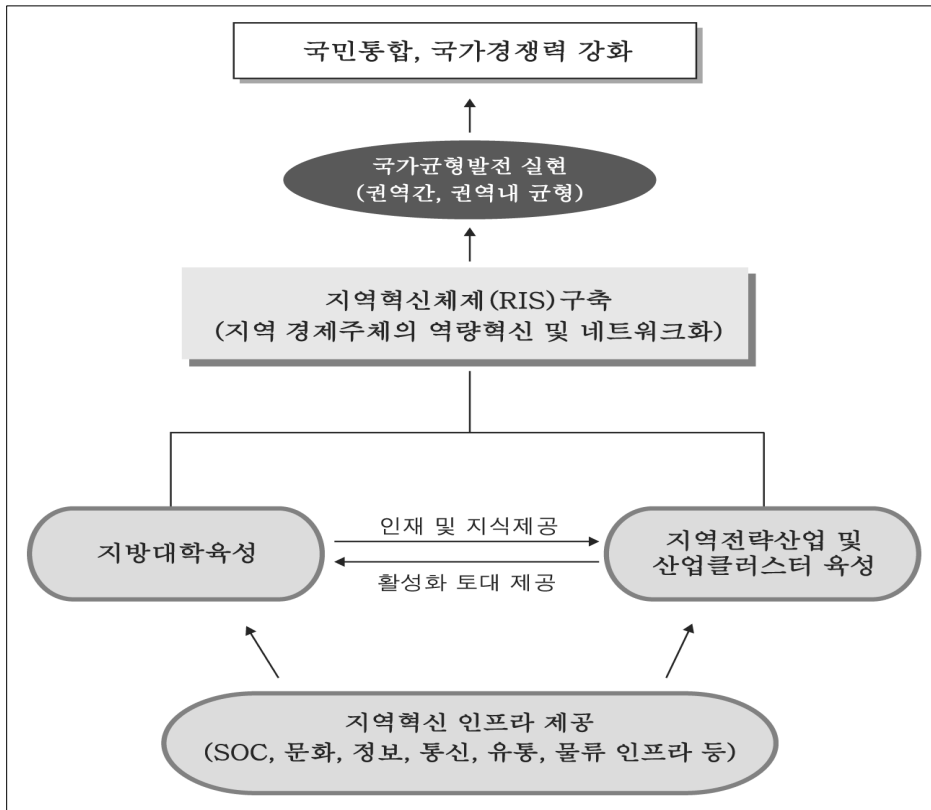 국민통합, 국가경쟁력 강화
국가균형발전 실현
(권역간, 권역내 균형)
지역혁신체제(RIS)구축
(지역 경제주체의 역량혁신 및 네트워크화)
지방대학육성
인재 및 지식제공
활성화 토대 제공
지역전략산업 및
산업클러스터 육성
지역혁신 인프라 제공
(SOC, 문화, 정보, 통신, 유통, 물류 인프라 등)